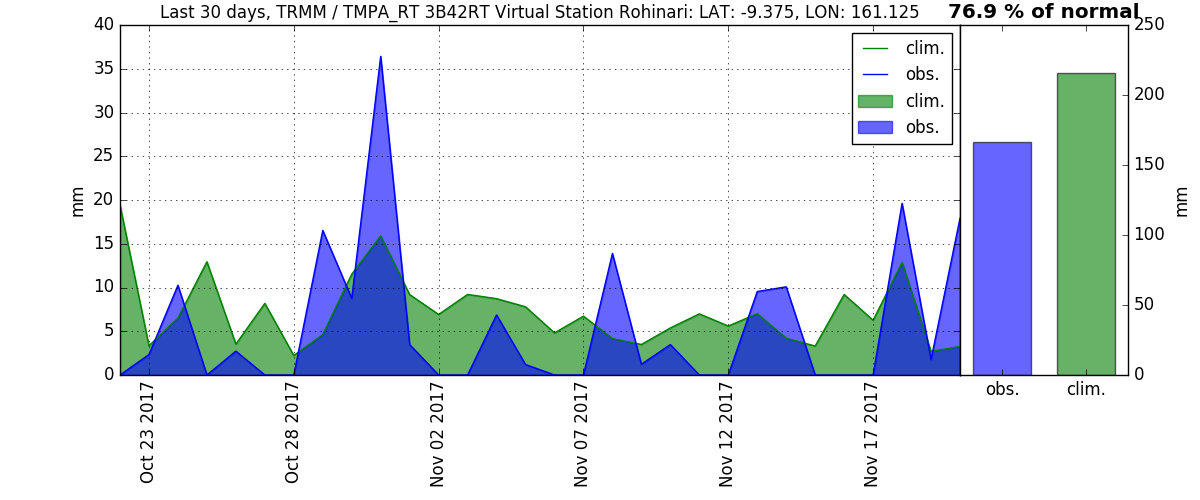 Last 30 days, TRMM / TMPA_RT 3B42RT Virtual Station Rohinari: LAT: -9.375, LON: 161.125
76.9 % of normal
40
35
30
25
20
15
10
5
0
mm
clim.
obs.
clim.
obs.
Oct 23 2017
Oct 28 2017
Nov 02 2017
Nov 07 2017
Nov 12 2017
Nov 17 2017
250
200
150
100
50
0
mm
obs.
clim.